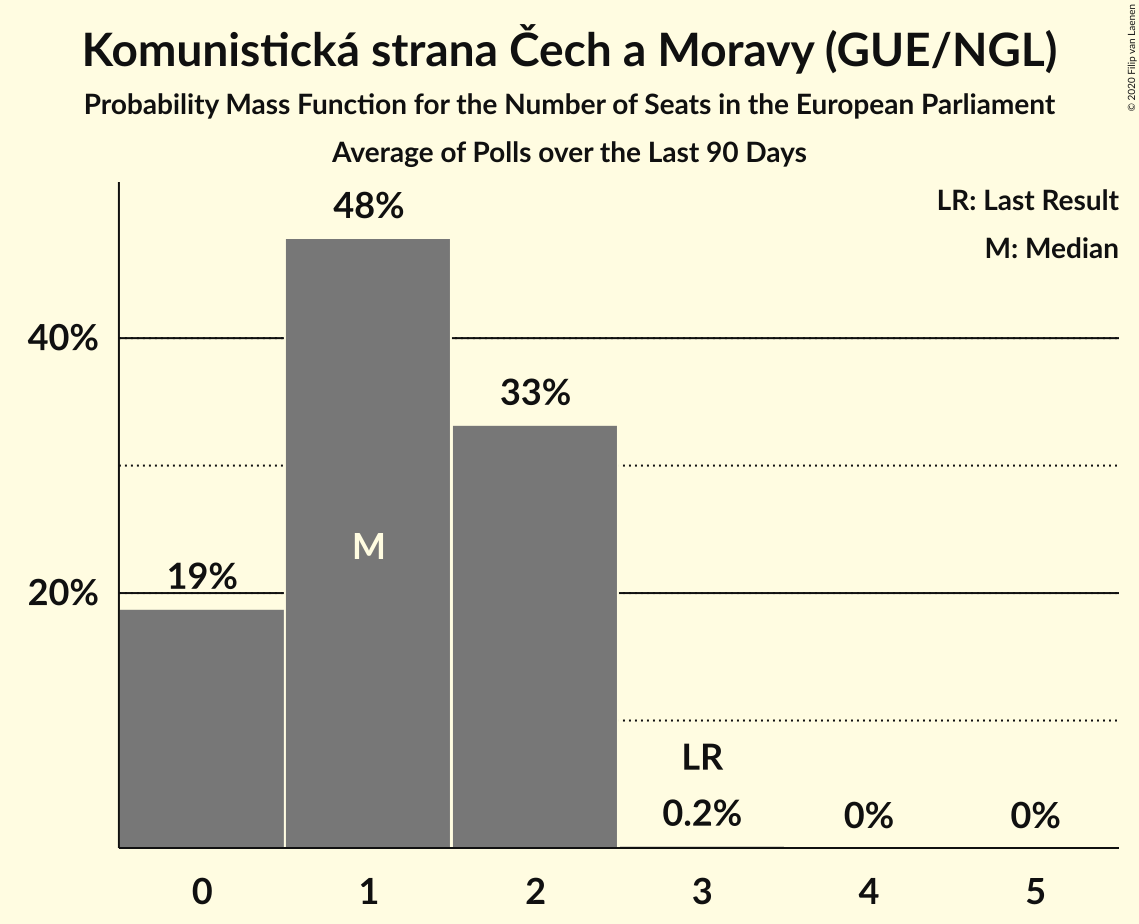 Komunistická strana Čech a Moravy (GUE/NGL)
Probability Mass Function for the Number of Seats in the European Parliament
Average of Polls over the Last 90 Days
© 2020 Filip van Laenen
LR: Last Result
M: Median
48%
40%
33%
M
19%
20%
LR
0.2%
0%
0%
0
1
2
3
4
5